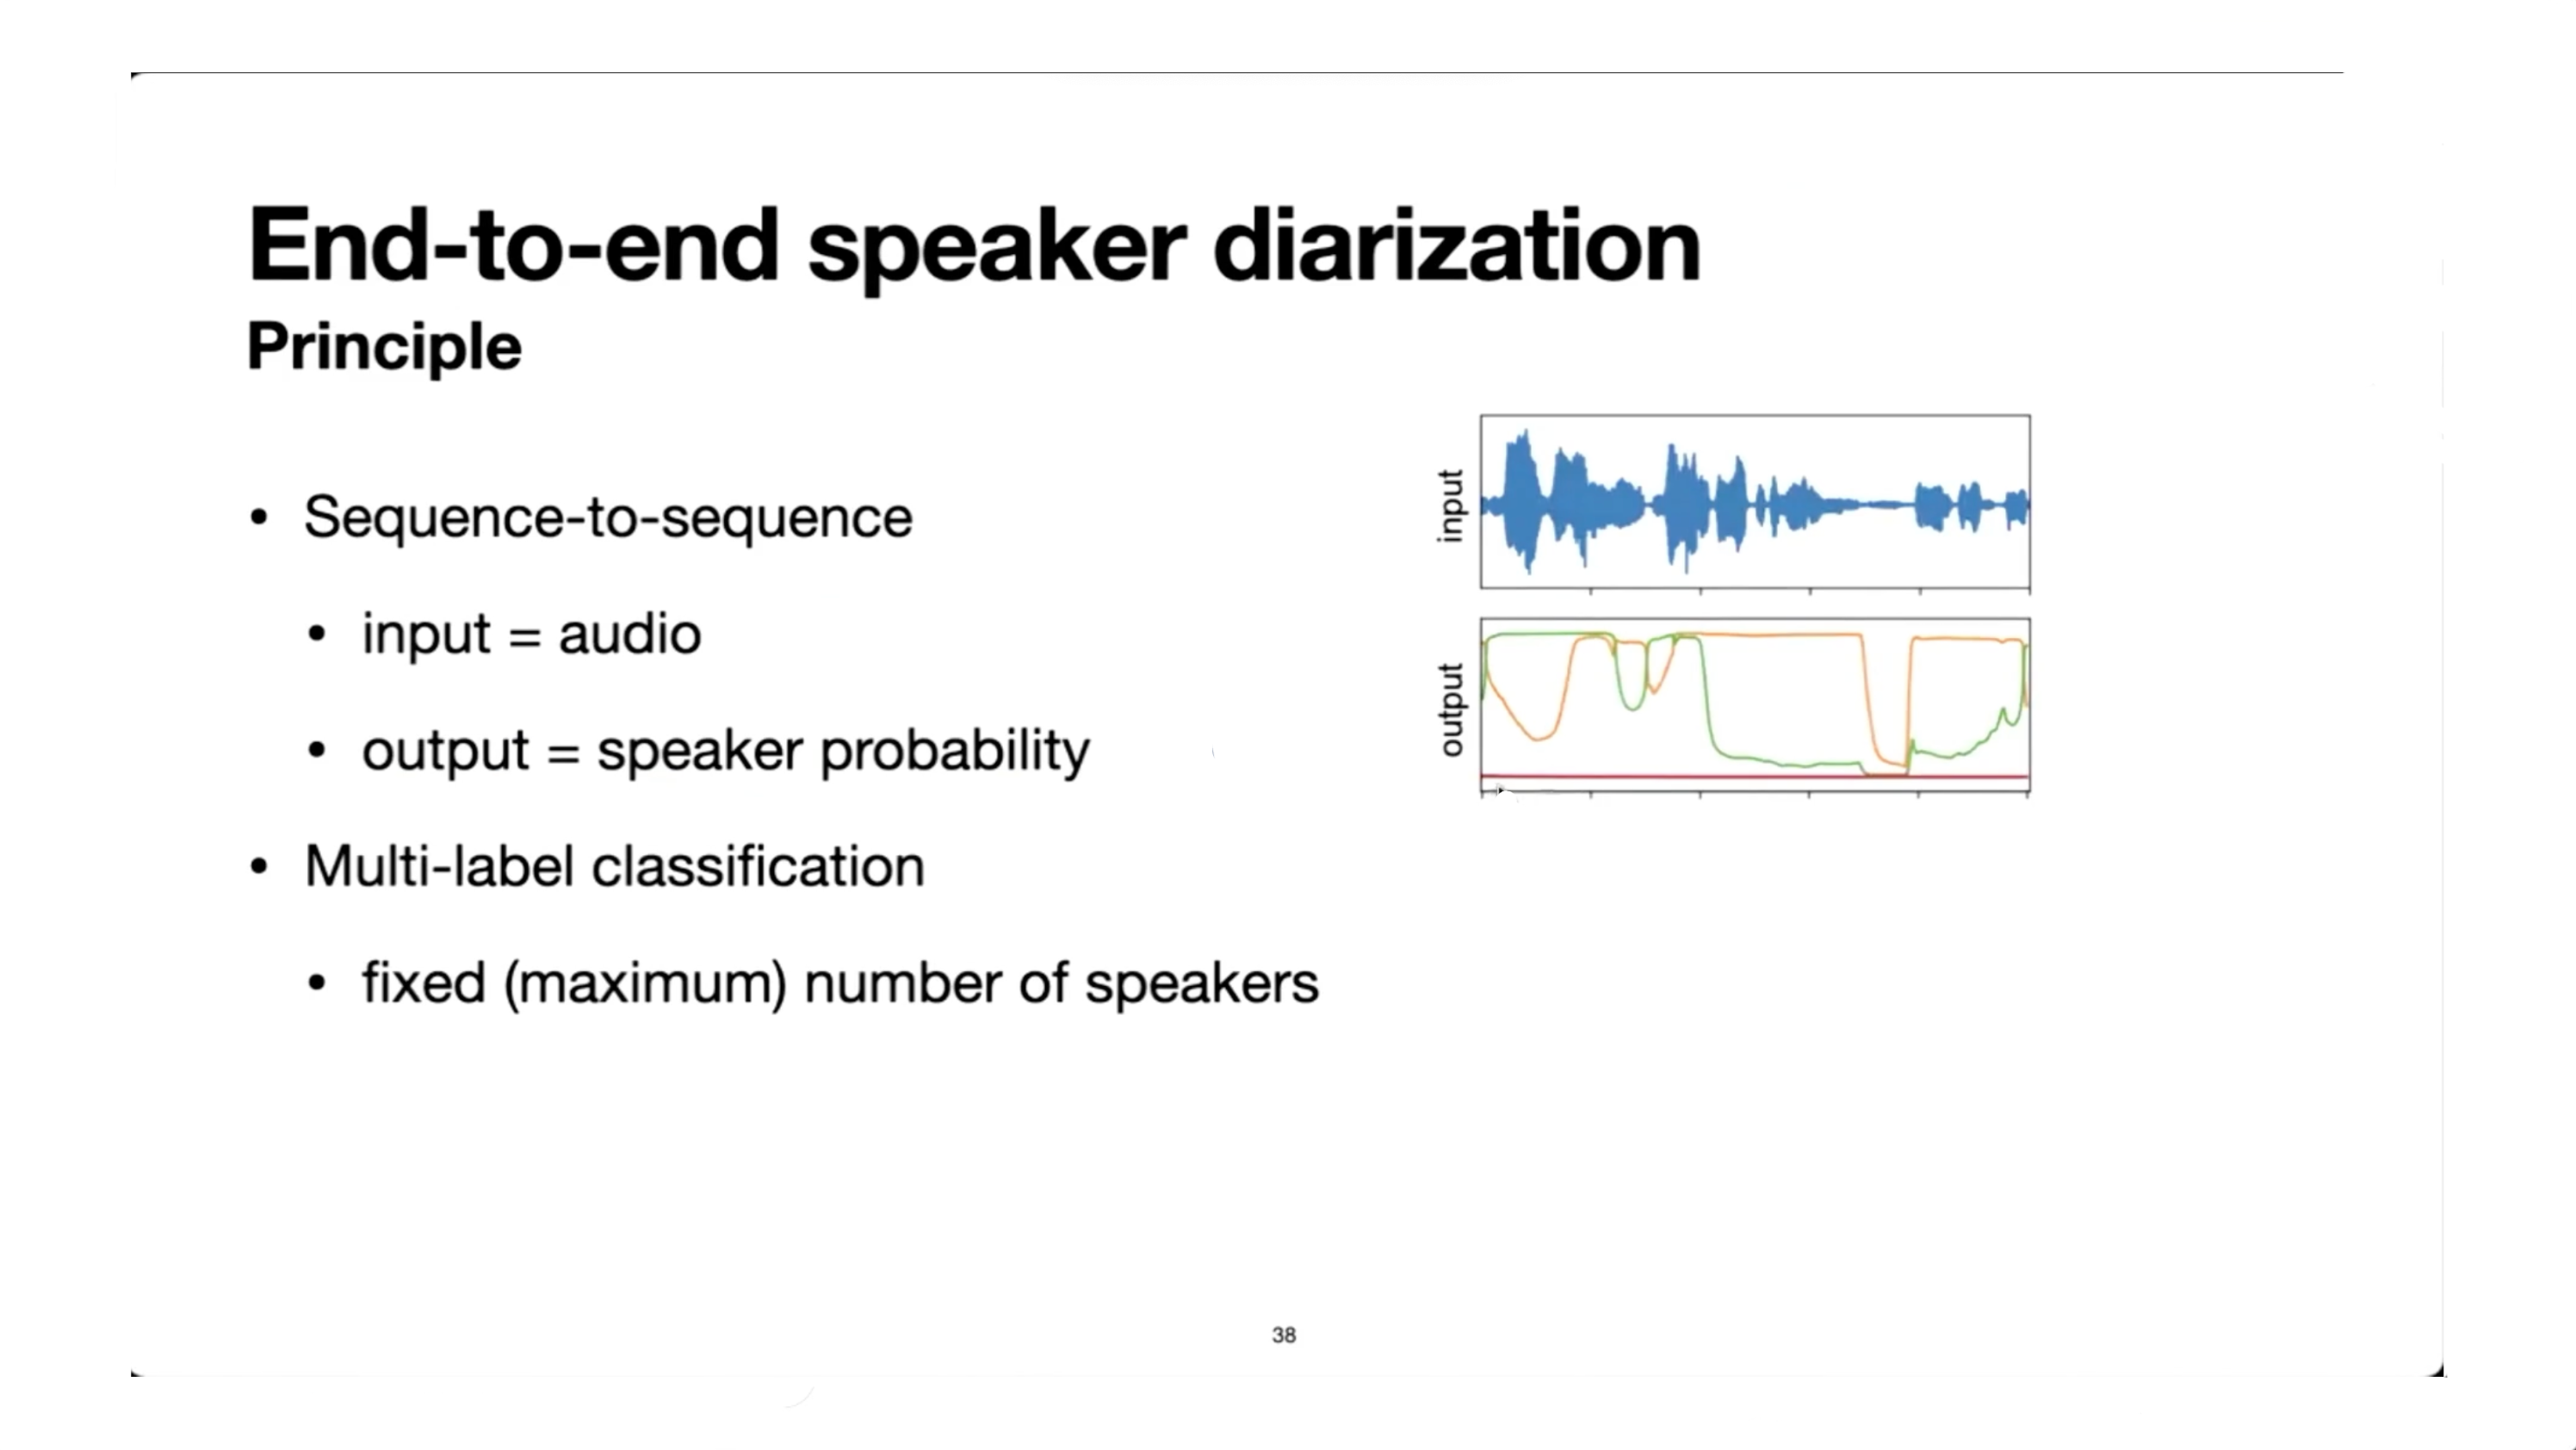 End-to-end speaker diarization
Principle
• Sequence-to-sequence
• input = audio
• output = speaker probability
• Multi-label classification
• fixed (maximum) number of speakers
input
output
38